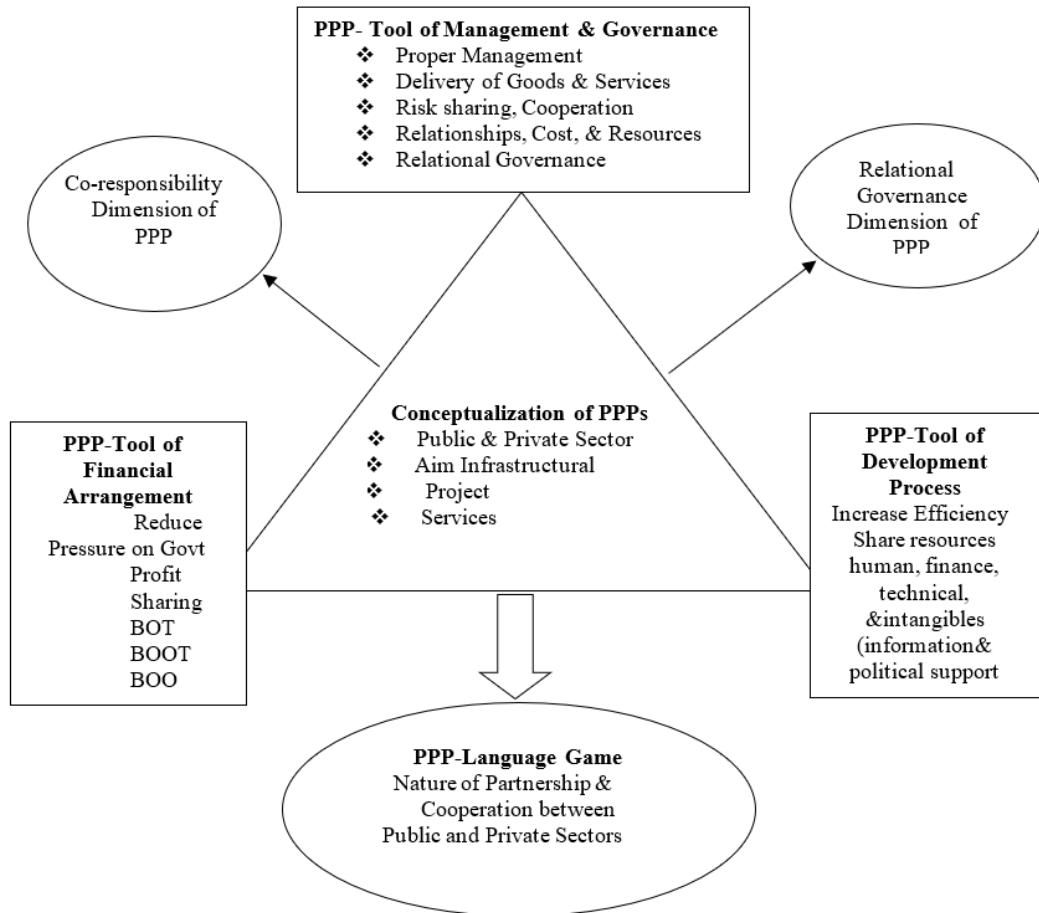 PPP- Tool of Management & Governance
❖ Proper Management
❖ Delivery of Goods & Services
❖ Risk sharing, Cooperation
❖ Relationships, Cost, & Resources
❖ Relational Governance
Co-responsibility
Dimension of
PPP
Relational
Governance
Dimension of
PPP
Conceptualization of PPPs
❖ Public & Private Sector
❖ Aim Infrastructural
❖ Project
❖ Services
PPP-Tool of
Financial
Arrangement
Reduce
Pressure on Govt
Profit
Sharing
BOT
BOOT
BOO
PPP-Tool of
Development
Process
Increase Efficiency
Share resources
human, finance,
technical,
&intangibles
(information&
political support
PPP-Language Game
Nature of Partnership &
Cooperation between
Public and Private Sectors